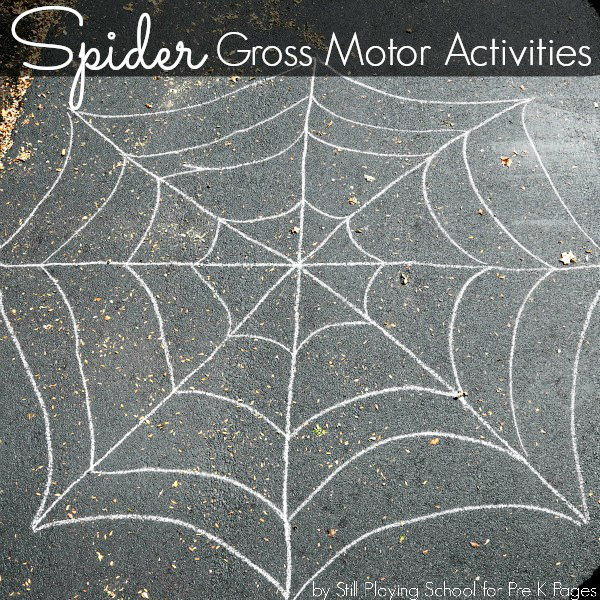 Spider Gross Motor Activities
by Still Playing School for Pre K Pages